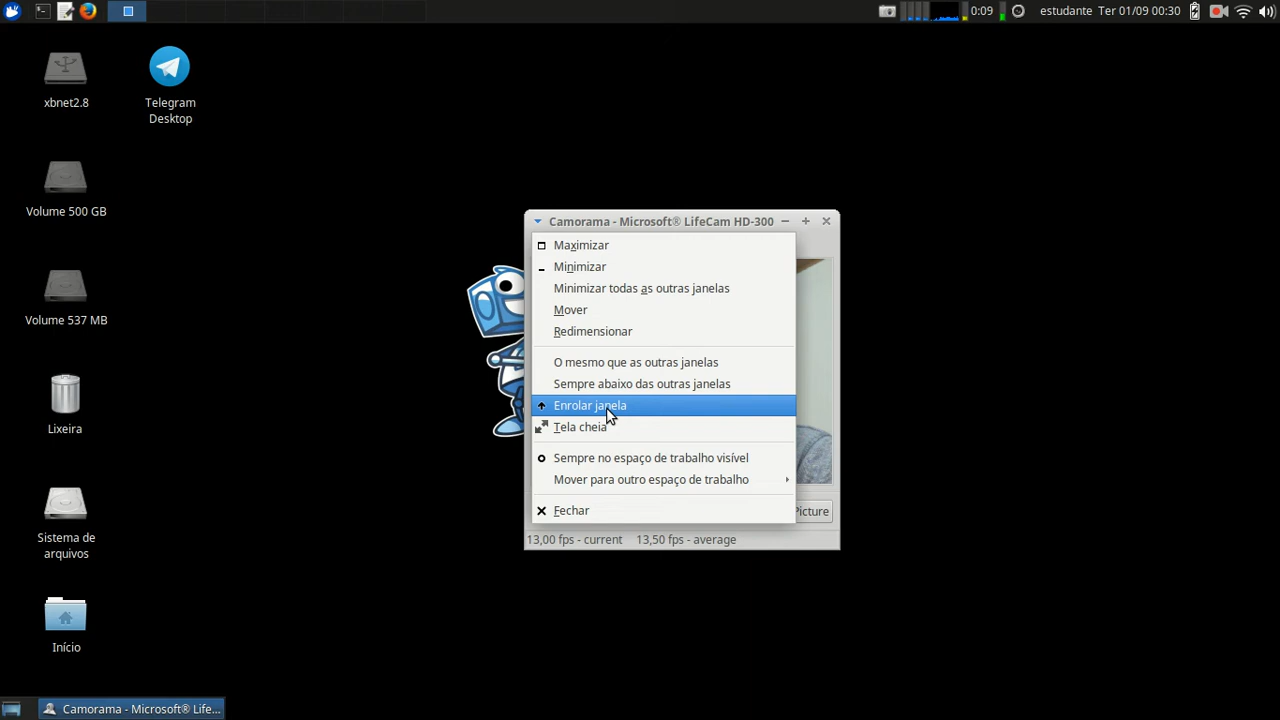 0:09
estudante Ter 01/09 00:30
xbnet2.8
Telegram
Desktop
Volume 500 GB
Volume 537 MB
Lixeira
Sistema de
arquivos
Início
Camorama - Microsoft® LifeCam HD-300
Maximizar
Minimizar
Minimizar todas as outras janelas
Mover
Redimensionar
O mesmo que as outras janelas
Sempre abaixo das outras janelas
Enrolar janela
Tela cheia
Sempre no espaço de trabalho visível
Mover para outro espaço de trabalho
Fechar
Picture
13,00 fps - current 13,50 fps - average
Camorama - Microsoft® Life...